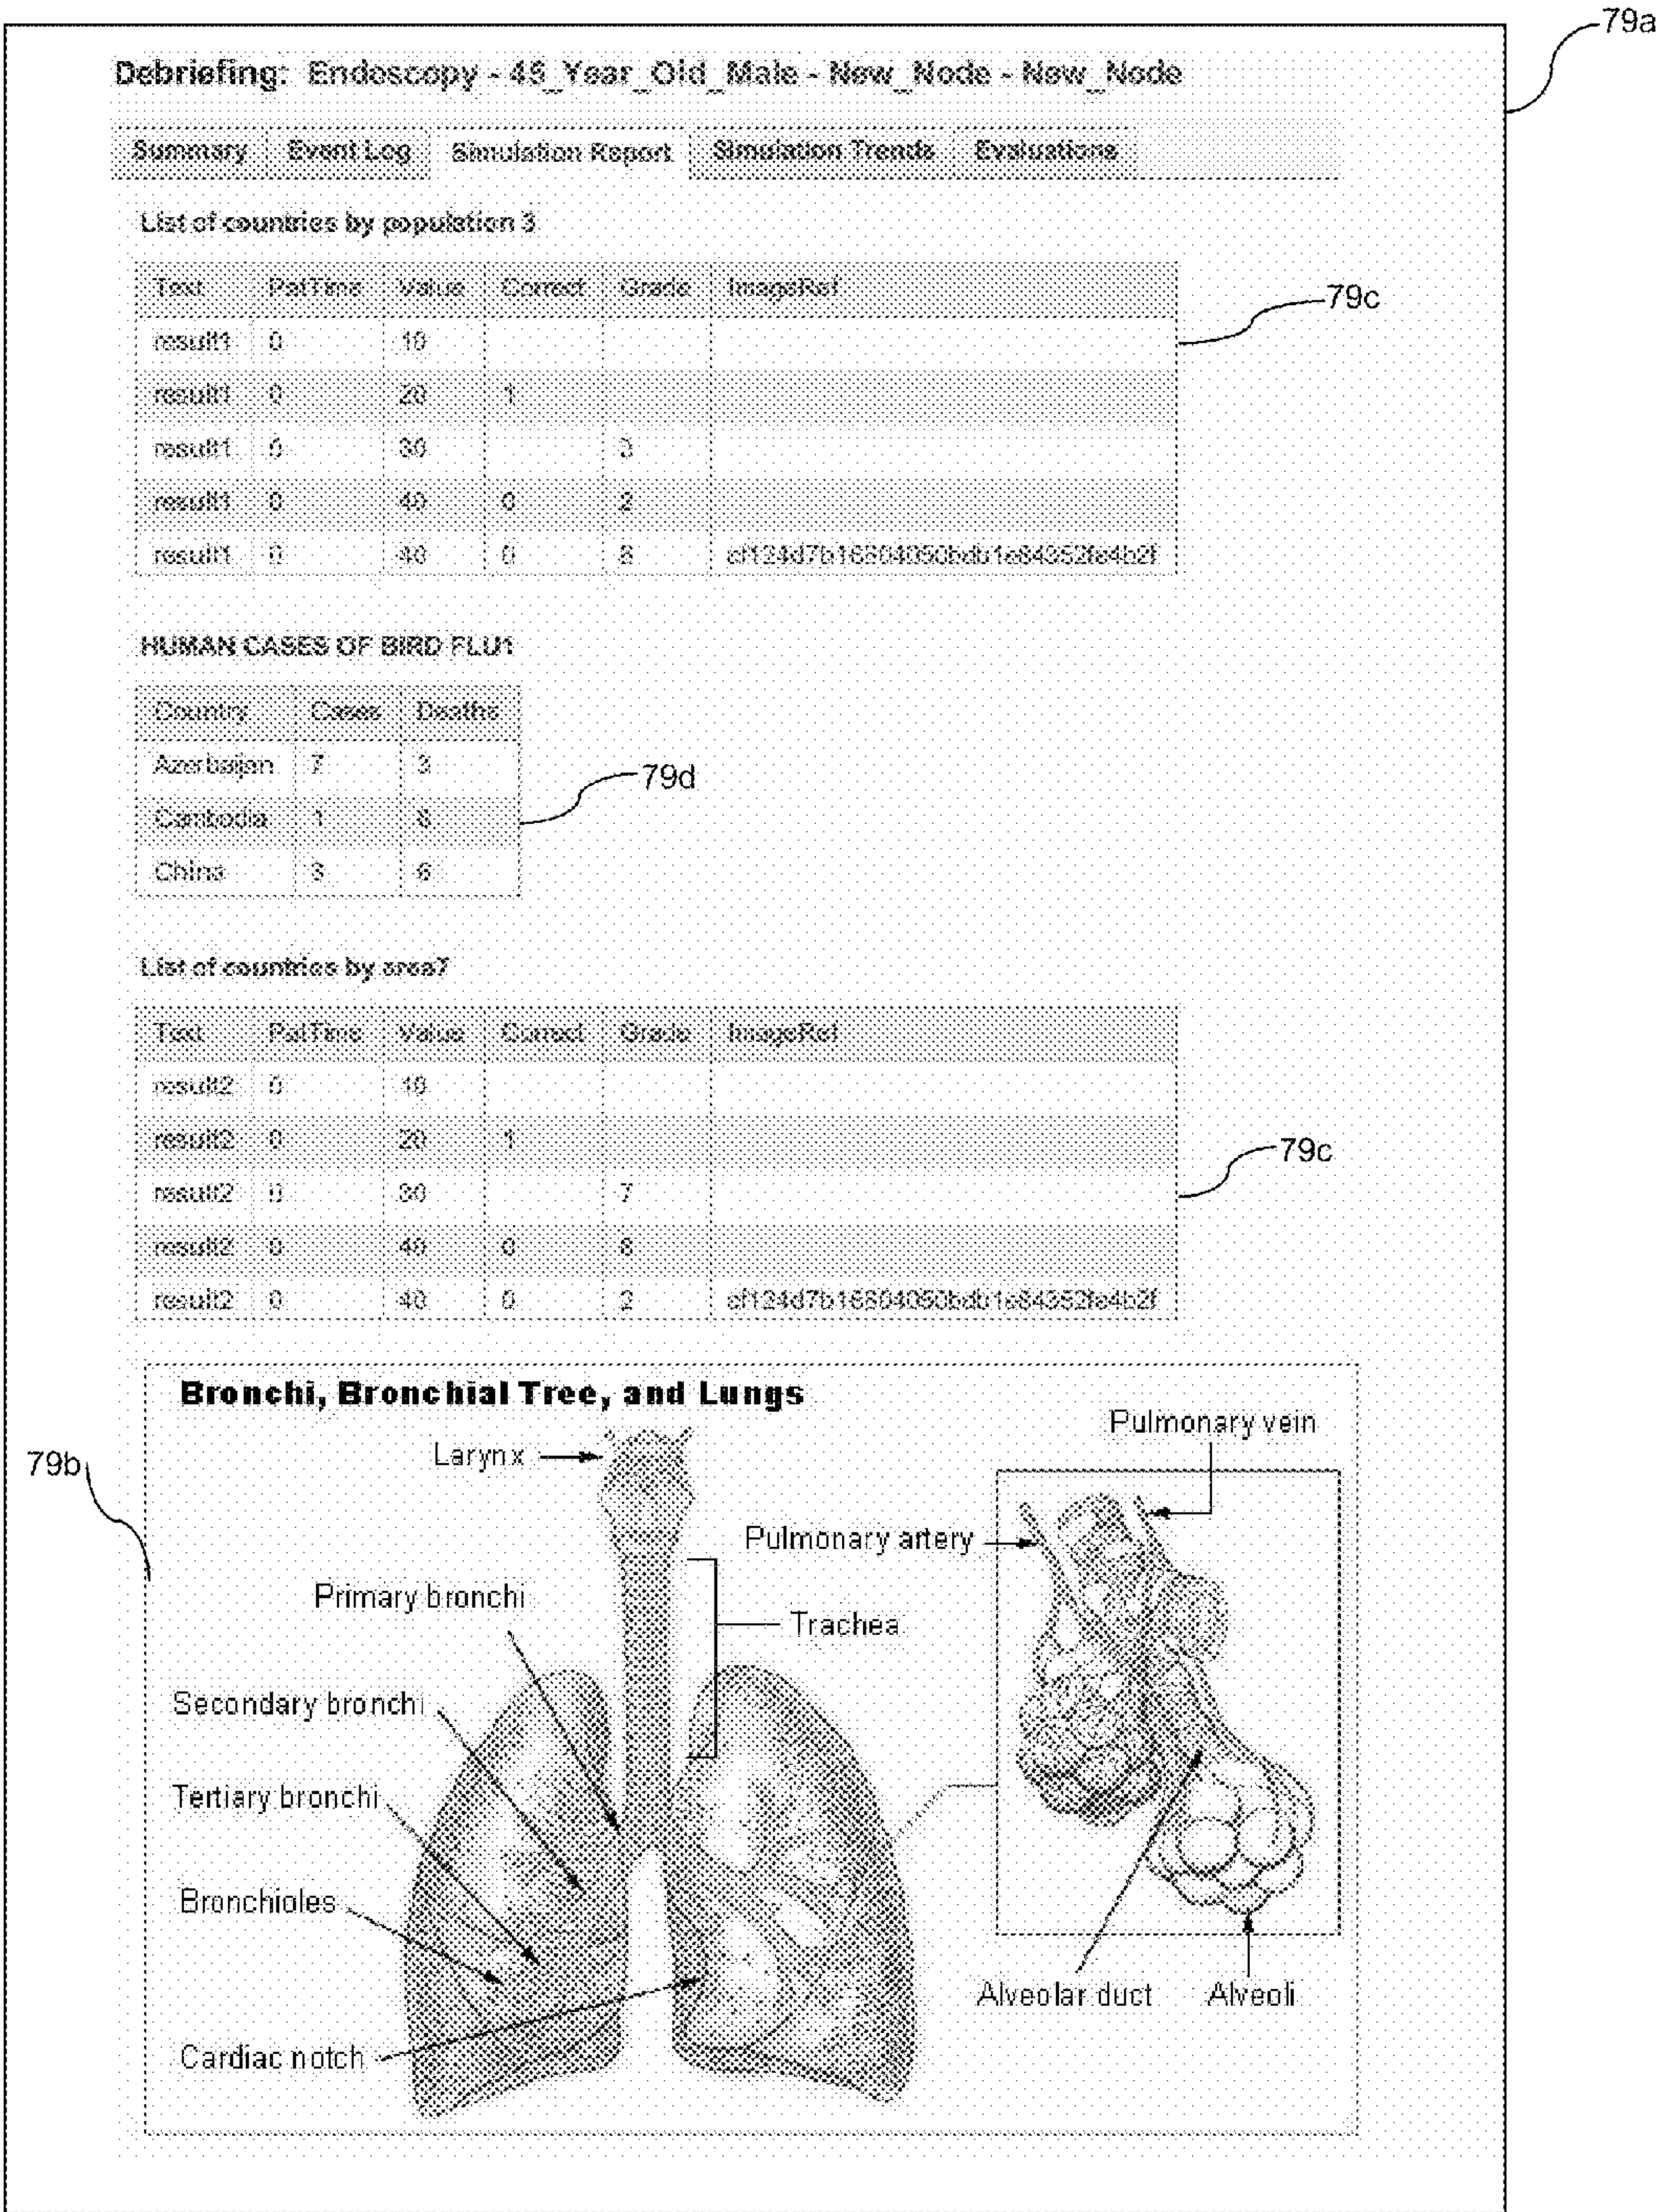 79a
Debriefing: Endoscopy - 45_Year_Old_Male - New_Node - New_Node
Summary Event Log Simulation Report Simulation Trends Evaluations
List of countries by population 3
Text PatTime Value Correct Grade ImageRef
79c
result1 0 10
result1 0 20 1
result1 0 30 3
result1 0 40 0 2
result1 0 40 0 8
HUMAN CASES OF BIRD FLU1
Country Cases Deaths
Azerbaijan 7 3
79d
Cambodia 1 6
China 3 6
List of countries by area7
Text PatTime Value Correct Grade ImageRef
result2 0 10
result2 0 20 1
79c
result2 0 30 7
result2 0 40 0 8
result2 0 40 0 2
Bronchi, Bronchial Tree, and Lungs
Pulmonary vein
79b
Larynx
Pulmonary artery
Primary bronchi
Trachea
Secondary bronchi
Tertiary bronchi
Bronchioles
Alveolar duct Alveoli
Cardiac notch